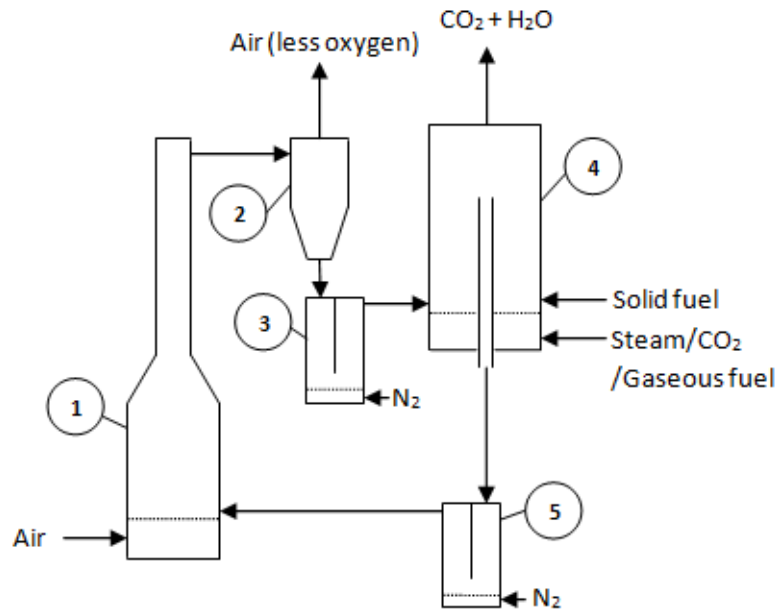 CO₂ + H₂O
Air (less oxygen)
4
2
Solid fuel
3
Steam/CO₂
/Gaseous fuel
N₂
1
5
Air
N₂